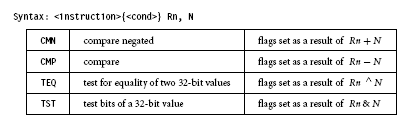 Syntax: <instruction>{<cond>} Rn, N
CMN compare negated flags set as a result of Rn + N
CMP compare flags set as a result of Rn − N
TEQ test for equality of two 32-bit values flags set as a result of Rn ^ N
TST test bits of a 32-bit value flags set as a result of Rn & N